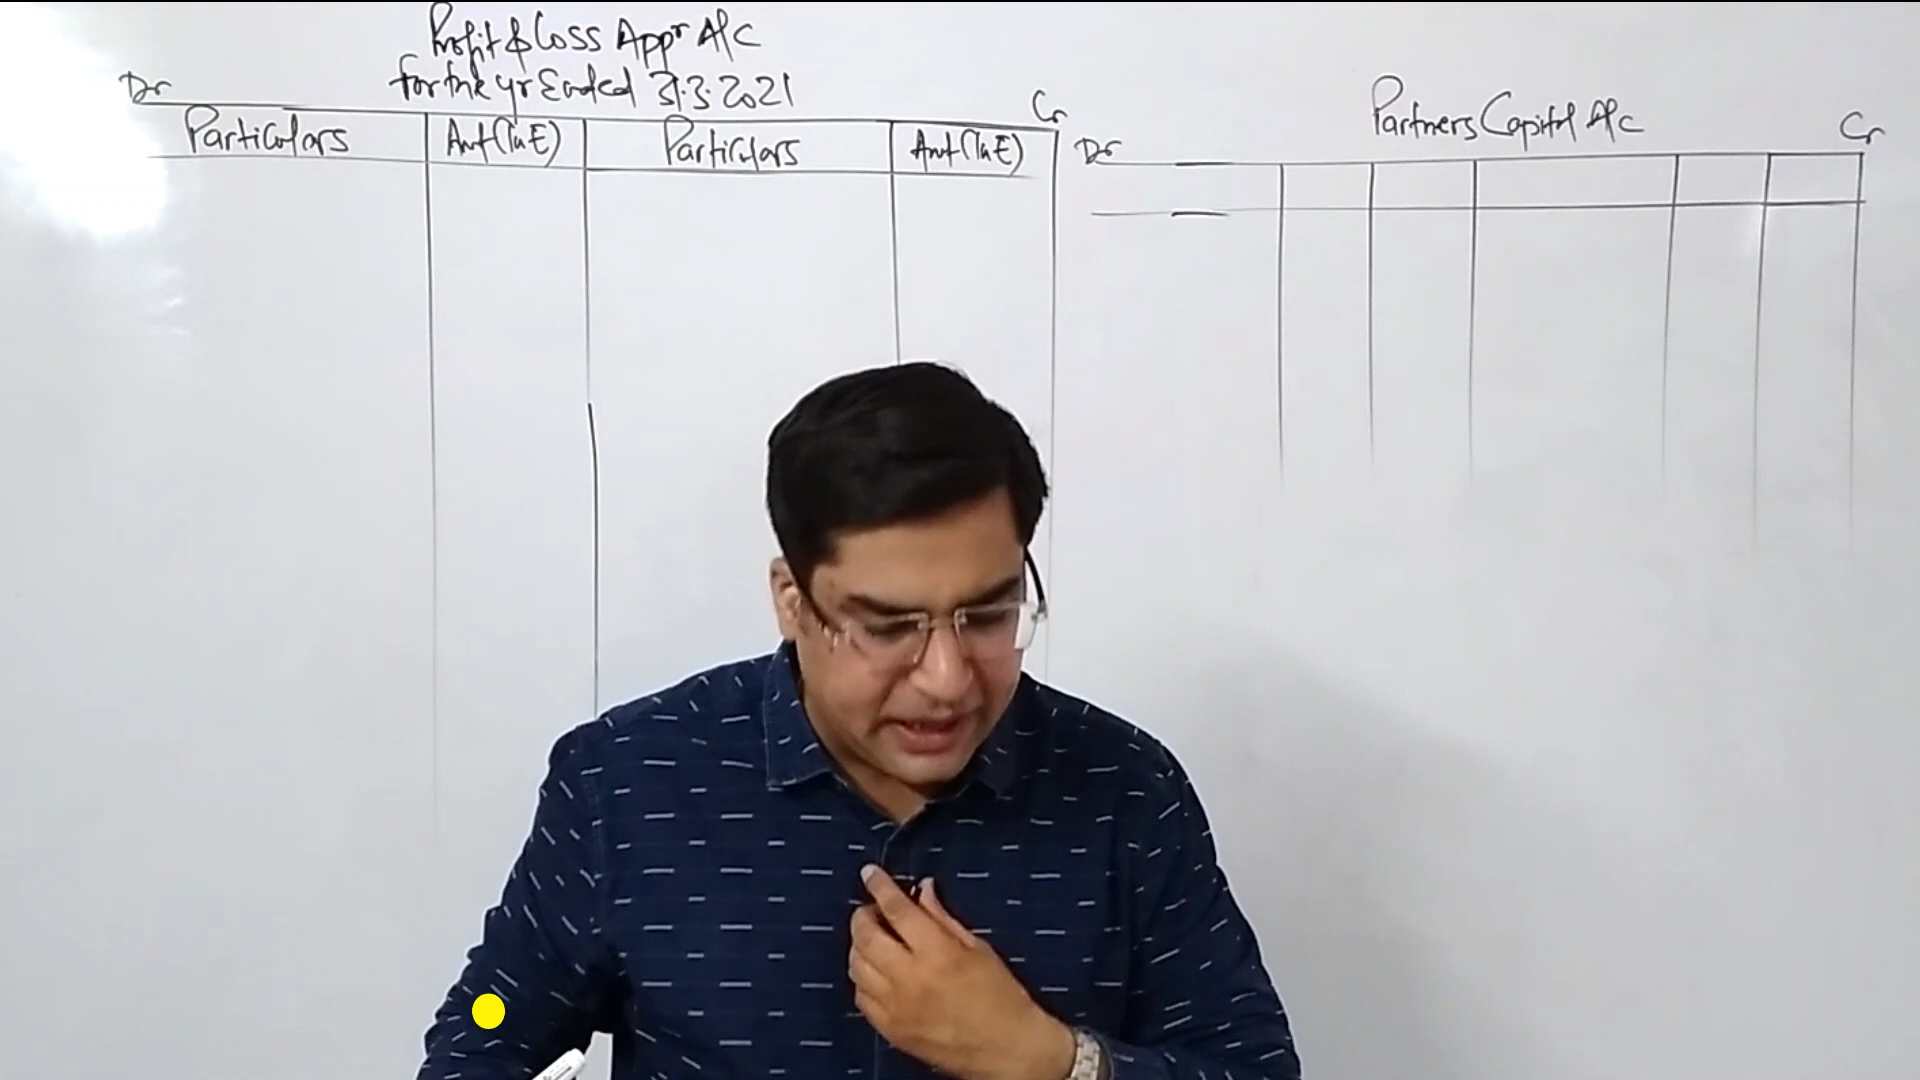 Profit & Loss Appr A/c
for the yr Ended 31.3.2021
Dr Cr
Particulars Amt(In ₹) Particulars Amt(In ₹)
Partners Capital A/c
Dr Cr